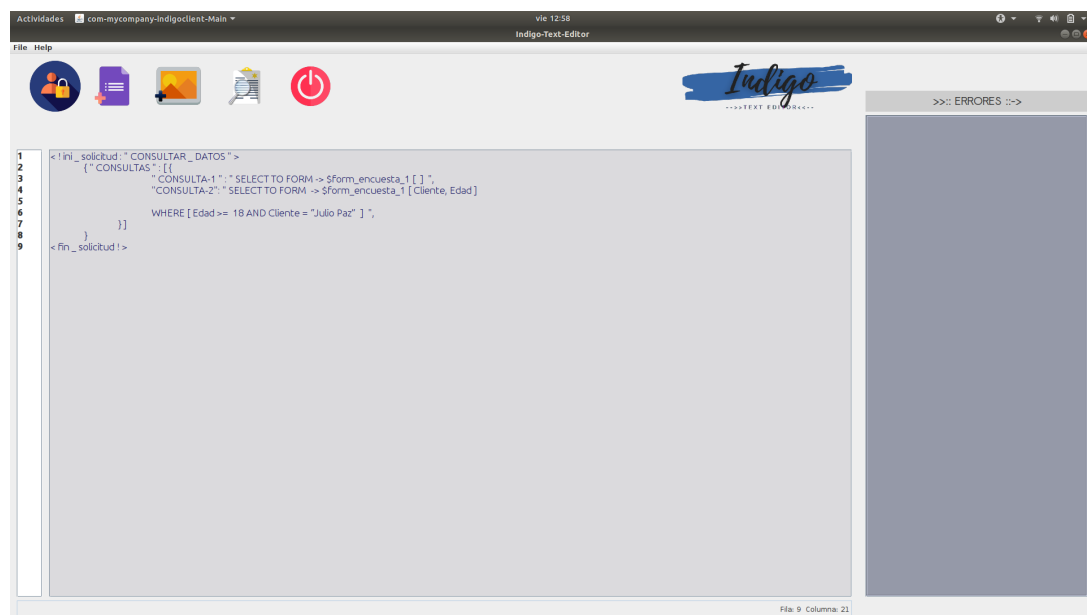 Actividades com-mycompany-indigoclient-Main vie 12:58
Indigo-Text-Editor
File Help
Indigo
-->>TEXT EDITOR<<--
>>:: ERRORES ::->
1 < ! ini _ solicitud : " CONSULTAR _ DATOS " >
2 { " CONSULTAS " : [ {
3 " CONSULTA-1 " : " SELECT TO FORM -> $form_encuesta_1 [ ] ",
4 "CONSULTA-2": " SELECT TO FORM -> $form_encuesta_1 [ Cliente, Edad ]
5
6 WHERE [ Edad >= 18 AND Cliente = "Julio Paz" ] ",
7 } ]
8 }
9 < fin _ solicitud ! >
Fila: 9 Columna: 21